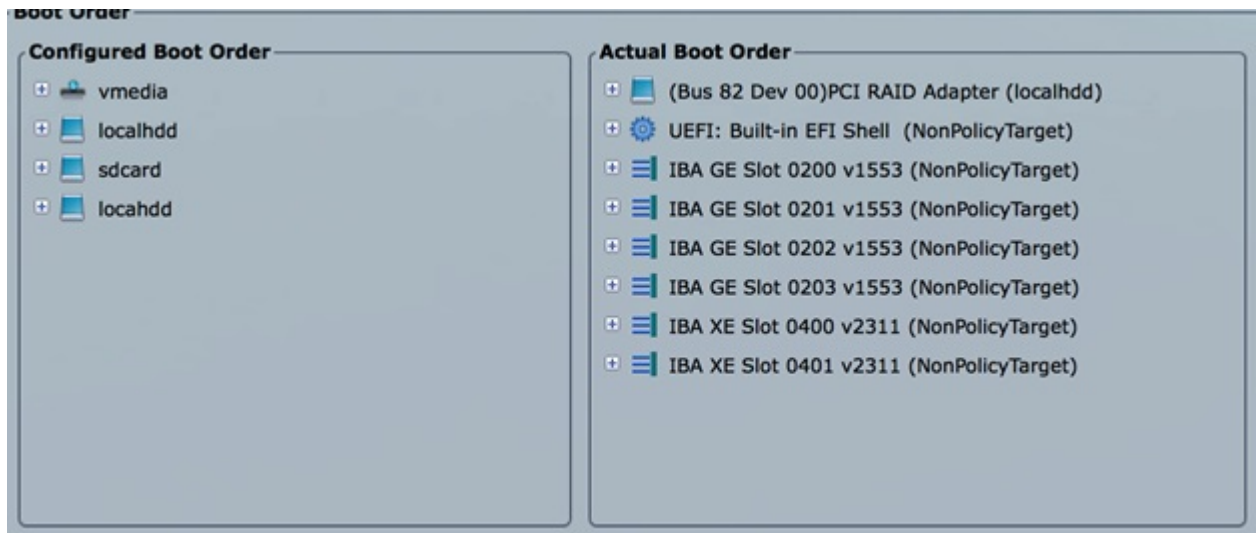 Boot Order
Configured Boot Order
vmedia
localhdd
sdcard
locahdd
Actual Boot Order
(Bus 82 Dev 00)PCI RAID Adapter (localhdd)
UEFI: Built-in EFI Shell (NonPolicyTarget)
IBA GE Slot 0200 v1553 (NonPolicyTarget)
IBA GE Slot 0201 v1553 (NonPolicyTarget)
IBA GE Slot 0202 v1553 (NonPolicyTarget)
IBA GE Slot 0203 v1553 (NonPolicyTarget)
IBA XE Slot 0400 v2311 (NonPolicyTarget)
IBA XE Slot 0401 v2311 (NonPolicyTarget)